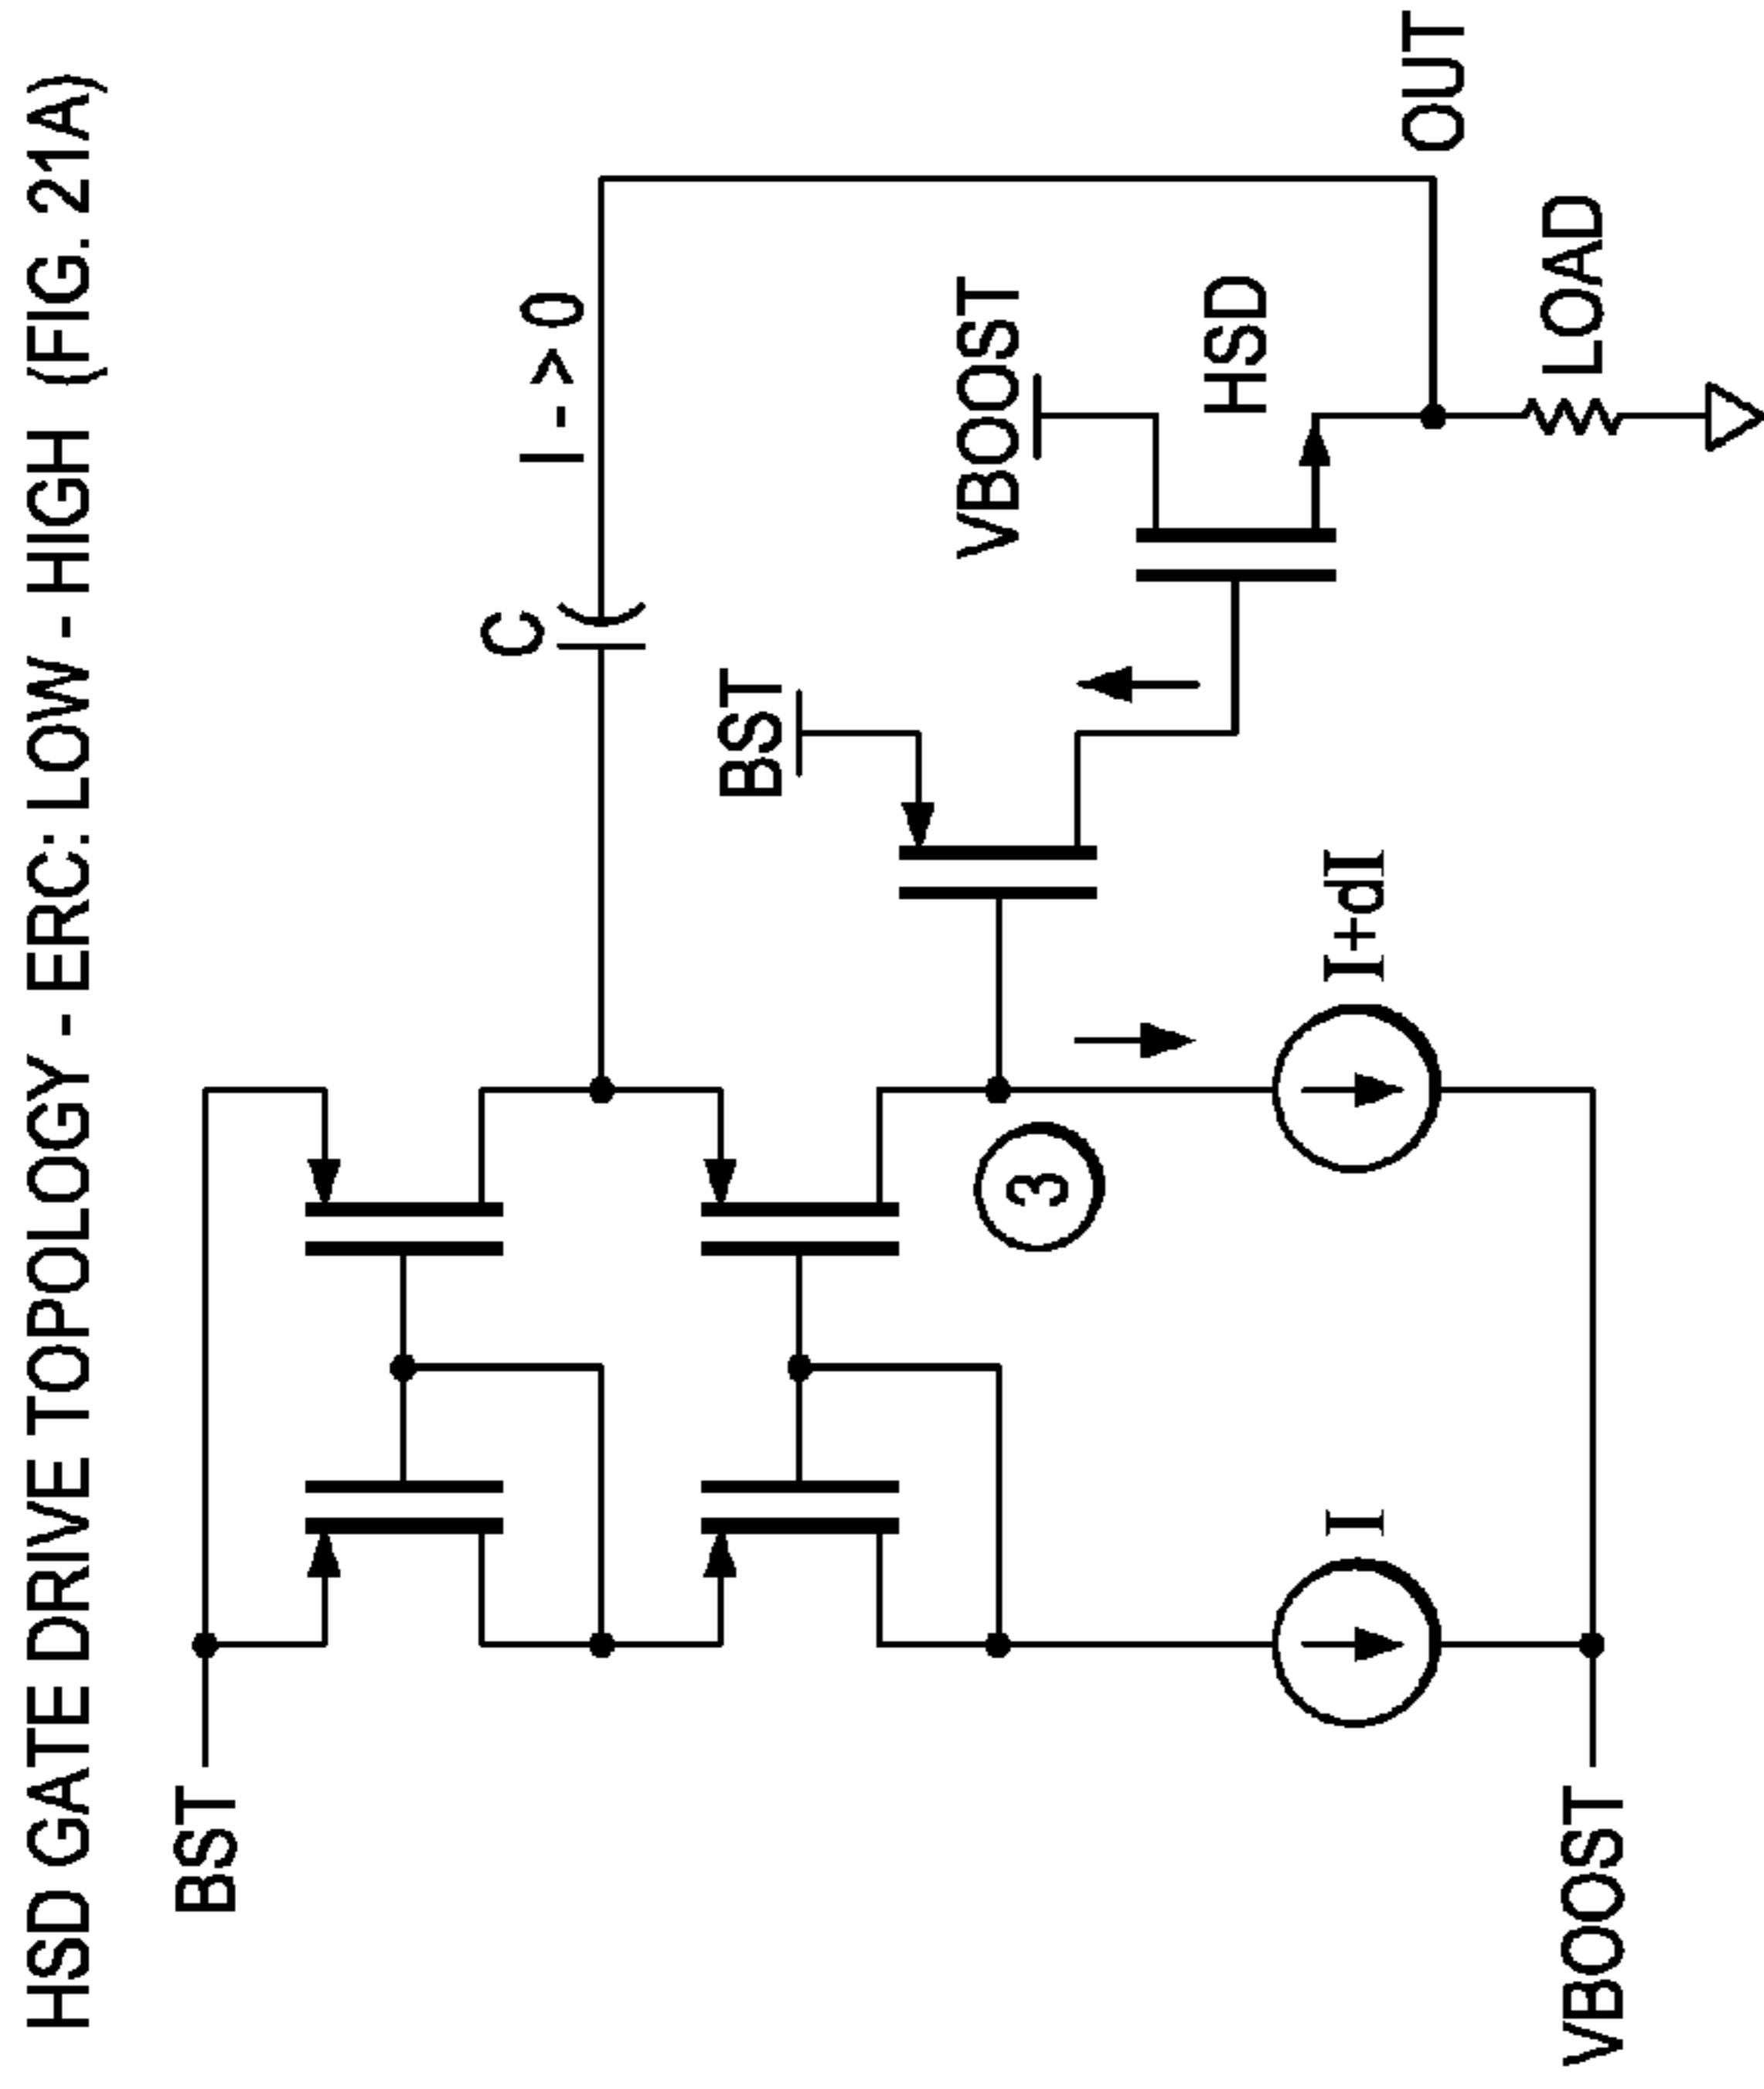 HSD GATE DRIVE TOPOLOGY - ERC: LOW - HIGH (FIG. 21A)
BST
C
I - > 0
BST
VBOOST
3
HSD
I
I+dI
OUT
LOAD
VBOOST